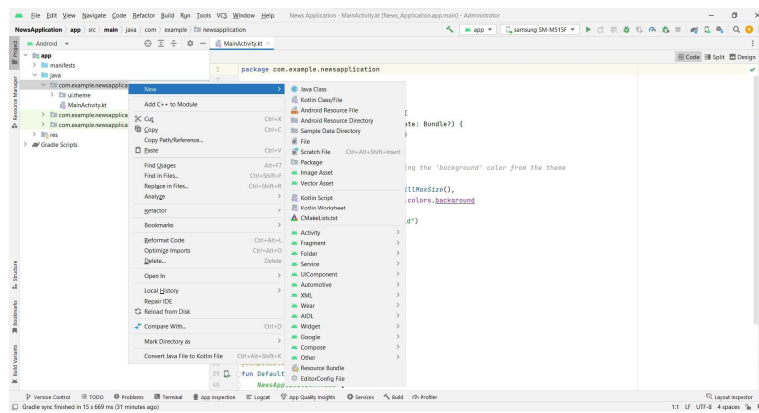 File Edit View Navigate Code Refactor Build Run Tools VCS Window Help News Application - MainActivity.kt [News_Application.app.main] - Administrator
NewsApplication app src main java com example newsapplication
app samsung SM-M515F
Android
MainActivity.kt
Code Split Design
app
manifests
java
com.example.newsapplica
ui.theme
MainActivity.kt
com.example.newsapplica
com.example.newsapplica
res
Gradle Scripts
Project
Resource Manager
Structure
Bookmarks
Build Variants
1 package com.example.newsapplication
ate: Bundle?) {
ing the 'background' color from the theme
llMaxSize(),
.colors.background
d")
39 fun Default
40 NewsApp
New
Add C++ to Module
Cut Ctrl+X
Copy Ctrl+C
Copy Path/Reference...
Paste Ctrl+V
Find Usages Alt+F7
Find in Files... Ctrl+Shift+F
Replace in Files... Ctrl+Shift+R
Analyze
Refactor
Bookmarks
Reformat Code Ctrl+Alt+L
Optimize Imports Ctrl+Alt+O
Delete... Delete
Open In
Local History
Repair IDE
Reload from Disk
Compare With... Ctrl+D
Mark Directory as
Convert Java File to Kotlin File Ctrl+Alt+Shift+K
Java Class
Kotlin Class/File
Android Resource File
Android Resource Directory
Sample Data Directory
File
Scratch File Ctrl+Alt+Shift+Insert
Package
Image Asset
Vector Asset
Kotlin Script
Kotlin Worksheet
CMakeLists.txt
Activity
Fragment
Folder
Service
UiComponent
Automotive
XML
Wear
AIDL
Widget
Google
Compose
Other
Resource Bundle
EditorConfig File
Version Control TODO Problems Terminal App Inspection Logcat App Quality Insights Services Build Profiler Layout Inspector
Gradle sync finished in 15 s 669 ms (31 minutes ago) 1:1 LF UTF-8 4 spaces